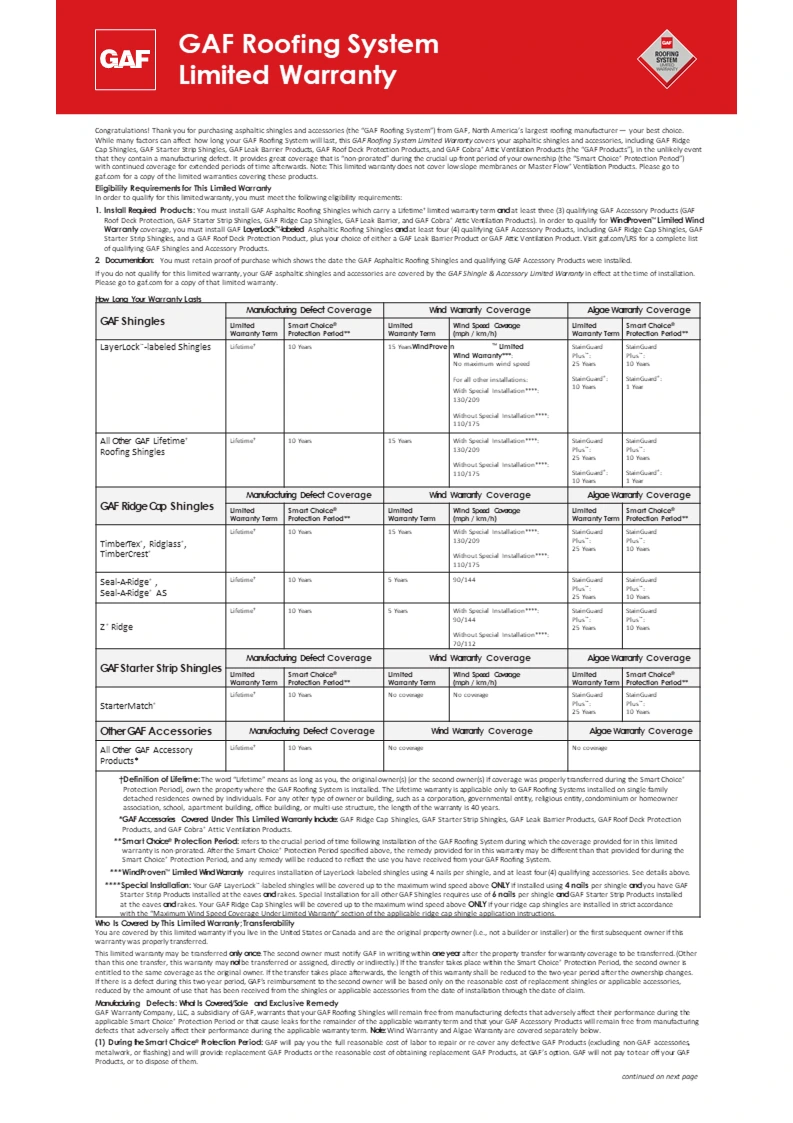 GAF
GAF Roofing System
Limited Warranty
GAF
ROOFING
SYSTEM
LIMITED
WARRANTY
Congratulations! Thank you for purchasing asphaltic shingles and accessories (the "GAF Roofing System") from GAF, North America's largest roofing manufacturer — your best choice.
While many factors can affect how long your GAF Roofing System will last, this GAF Roofing System Limited Warranty covers your asphaltic shingles and accessories, including GAF Ridge
Cap Shingles, GAF Starter Strip Shingles, GAF Leak Barrier Products, GAF Roof Deck Protection Products, and GAF Cobra® Attic Ventilation Products (the "GAF Products"), in the unlikely event
that they contain a manufacturing defect. It provides great coverage that is "non-prorated" during the crucial up front period of your ownership (the "Smart Choice® Protection Period")
with continued coverage for extended periods of time afterwards. Note: This limited warranty does not cover low-slope membranes or Master Flow® Ventilation Products. Please go to
gaf.com for a copy of the limited warranties covering these products.
Eligibility Requirements for This Limited Warranty
In order to qualify for this limited warranty, you must meet the following eligibility requirements:
1. Install Required Products: You must install GAF Asphaltic Roofing Shingles which carry a Lifetime† limited warranty term and at least three (3) qualifying GAF Accessory Products (GAF
Roof Deck Protection, GAF Starter Strip Shingles, GAF Ridge Cap Shingles, GAF Leak Barrier, and GAF Cobra® Attic Ventilation Products). In order to qualify for WindProven™ Limited Wind
Warranty coverage, you must install GAF LayerLock™-labeled Asphaltic Roofing Shingles and at least four (4) qualifying GAF Accessory Products, including GAF Ridge Cap Shingles, GAF
Starter Strip Shingles, and a GAF Roof Deck Protection Product, plus your choice of either a GAF Leak Barrier Product or GAF Attic Ventilation Product. Visit gaf.com/LRS for a complete list
of qualifying GAF Shingles and Accessory Products.
2 Documentation: You must retain proof of purchase which shows the date the GAF Asphaltic Roofing Shingles and qualifying GAF Accessory Products were installed.
If you do not qualify for this limited warranty, your GAF asphaltic shingles and accessories are covered by the GAF Shingle & Accessory Limited Warranty in effect at the time of installation.
Please go to gaf.com for a copy of that limited warranty.
How Long Your Warranty Lasts
GAF Shingles
Manufacturing Defect Coverage Wind Warranty Coverage Algae Warranty Coverage
Limited Smart Choice® Limited Wind Speed Coverage Limited Smart Choice®
Warranty Term Protection Period** Warranty Term (mph / km/h) Warranty Term Protection Period**
LayerLock™-labeled Shingles Lifetime† 10 Years 15 Years WindProven ™ Limited StainGuard StainGuard
Wind Warranty***: Plus™: Plus™:
No maximum wind speed 25 Years 10 Years
For all other installations: StainGuard®: StainGuard®:
With Special Installation****: 10 Years 1 Year
130/209
Without Special Installation****:
110/175
All Other GAF Lifetime† Lifetime† 10 Years 15 Years With Special Installation****: StainGuard StainGuard
Roofing Shingles 130/209 Plus™: Plus™:
25 Years 10 Years
Without Special Installation****: StainGuard®: StainGuard®:
110/175 10 Years 1 Year
GAF Ridge Cap Shingles
Manufacturing Defect Coverage Wind Warranty Coverage Algae Warranty Coverage
Limited Smart Choice® Limited Wind Speed Coverage Limited Smart Choice®
Warranty Term Protection Period** Warranty Term (mph / km/h) Warranty Term Protection Period**
TimberTex®, Ridglass®, Lifetime† 10 Years 15 Years With Special Installation****: StainGuard StainGuard
TimberCrest® 130/209 Plus™: Plus™:
Without Special Installation****: 25 Years 10 Years
110/175
Seal-A-Ridge® , Lifetime† 10 Years 5 Years 90/144 StainGuard StainGuard
Seal-A-Ridge® AS Plus™: Plus™:
25 Years 10 Years
Z® Ridge Lifetime† 10 Years 5 Years With Special Installation****: StainGuard StainGuard
90/144 Plus™: Plus™:
Without Special Installation****: 25 Years 10 Years
70/112
GAF Starter Strip Shingles
Manufacturing Defect Coverage Wind Warranty Coverage Algae Warranty Coverage
Limited Smart Choice® Limited Wind Speed Coverage Limited Smart Choice®
Warranty Term Protection Period** Warranty Term (mph / km/h) Warranty Term Protection Period**
StarterMatch® Lifetime† 10 Years No coverage No coverage StainGuard StainGuard
Plus™: Plus™:
25 Years 10 Years
Other GAF Accessories Manufacturing Defect Coverage Wind Warranty Coverage Algae Warranty Coverage
All Other GAF Accessory Lifetime† 10 Years No coverage No coverage
Products*
†Definition of Lifetime: The word "Lifetime" means as long as you, the original owner(s) [or the second owner(s) if coverage was properly transferred during the Smart Choice®
Protection Period], own the property where the GAF Roofing System is installed. The Lifetime warranty is applicable only to GAF Roofing Systems installed on single-family
detached residences owned by individuals. For any other type of owner or building, such as a corporation, governmental entity, religious entity, condominium or homeowner
association, school, apartment building, office building, or multi use structure, the length of the warranty is 40 years.
*GAF Accessories Covered Under This Limited Warranty Include: GAF Ridge Cap Shingles, GAF Starter Strip Shingles, GAF Leak Barrier Products, GAF Roof Deck Protection
Products, and GAF Cobra® Attic Ventilation Products.
**Smart Choice® Protection Period: refers to the crucial period of time following installation of the GAF Roofing System during which the coverage provided for in this limited
warranty is non-prorated. After the Smart Choice® Protection Period specified above, the remedy provided for in this warranty may be different than that provided for during the
Smart Choice® Protection Period, and any remedy will be reduced to reflect the use you have received from your GAF Roofing System.
***WindProven™ Limited Wind Warranty requires installation of LayerLock-labeled shingles using 4 nails per shingle, and at least four (4) qualifying accessories. See details above.
****Special Installation: Your GAF LayerLock™ labeled shingles will be covered up to the maximum wind speed above ONLY if installed using 4 nails per shingle and you have GAF
Starter Strip Products installed at the eaves and rakes. Special Installation for all other GAF Shingles requires use of 6 nails per shingle and GAF Starter Strip Products installed
at the eaves and rakes. Your GAF Ridge Cap Shingles will be covered up to the maximum wind speed above ONLY if your ridge cap shingles are installed in strict accordance
with the "Maximum Wind Speed Coverage Under Limited Warranty" section of the applicable ridge cap shingle application instructions.
Who Is Covered by This Limited Warranty; Transferability
You are covered by this limited warranty if you live in the United States or Canada and are the original property owner (i.e., not a builder or installer) or the first subsequent owner if this
warranty was properly transferred.
This limited warranty may be transferred only once. The second owner must notify GAF in writing within one year after the property transfer for warranty coverage to be transferred. (Other
than this one transfer, this warranty may not be transferred or assigned, directly or indirectly.) If the transfer takes place within the Smart Choice® Protection Period, the second owner is
entitled to the same coverage as the original owner. If the transfer takes place afterwards, the length of this warranty shall be reduced to the two-year period after the ownership changes.
If there is a defect during this two-year period, GAF's reimbursement to the second owner will be based only on the reasonable cost of replacement shingles or applicable accessories,
reduced by the amount of use that has been received from the shingles or applicable accessories from the date of installation through the date of claim.
Manufacturing Defects: What Is Covered/Sole and Exclusive Remedy
GAF Warranty Company, LLC, a subsidiary of GAF, warrants that your GAF Roofing Shingles will remain free from manufacturing defects that adversely affect their performance during the
applicable Smart Choice® Protection Period or that cause leaks for the remainder of the applicable warranty term and that your GAF Accessory Products will remain free from manufacturing
defects that adversely affect their performance during the applicable warranty term. Note: Wind Warranty and Algae Warranty are covered separately below.
(1) During the Smart Choice® Protection Period: GAF will pay you the full reasonable cost of labor to repair or re-cover any defective GAF Products (excluding non-GAF accessories,
metalwork, or flashing) and will provide replacement GAF Products or the reasonable cost of obtaining replacement GAF Products, at GAF's option. GAF will not pay to tear off your GAF
Products, or to dispose of them.
continued on next page